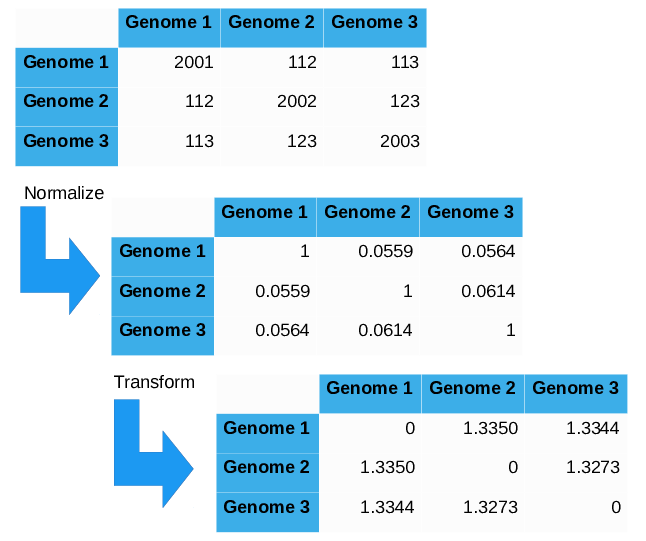 Genome 1 Genome 2 Genome 3
Genome 1 2001 112 113
Genome 2 112 2002 123
Genome 3 113 123 2003
Normalize
Genome 1 Genome 2 Genome 3
Genome 1 1 0.0559 0.0564
Genome 2 0.0559 1 0.0614
Genome 3 0.0564 0.0614 1
Transform
Genome 1 Genome 2 Genome 3
Genome 1 0 1.3350 1.3344
Genome 2 1.3350 0 1.3273
Genome 3 1.3344 1.3273 0